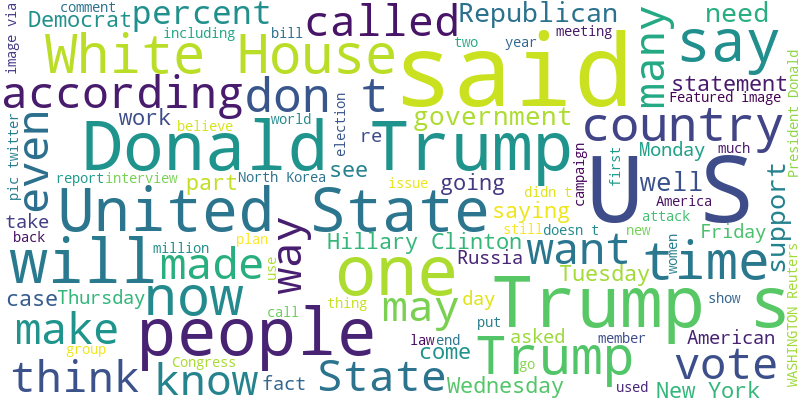 image via
comment
Democrat
percent
including
bill
called
Republican
two
year
meeting
many
need
say
White House
said
statement
Featured image
President Donald
according
don t
government
country
work
believe
world
election
even
pic twitter
Donald Trump
re
see
Monday
much
first
campaign
report
interview
North Korea
part
going
issue
didn t
U S
well
America
support
take
back
United State
saying
attack
still
doesn t
new
Friday
women
will
million
plan
way
Hillary Clinton
Russia
want
time
made
use
one
Tuesday
case
Thursday
now
may
day
Trump s
show
WASHINGTON Reuters
make
people
call
thing
put
law
end
asked
member
American
group
Congress
come
Trump
vote
think
know
fact
State
Wednesday
go
used
New York